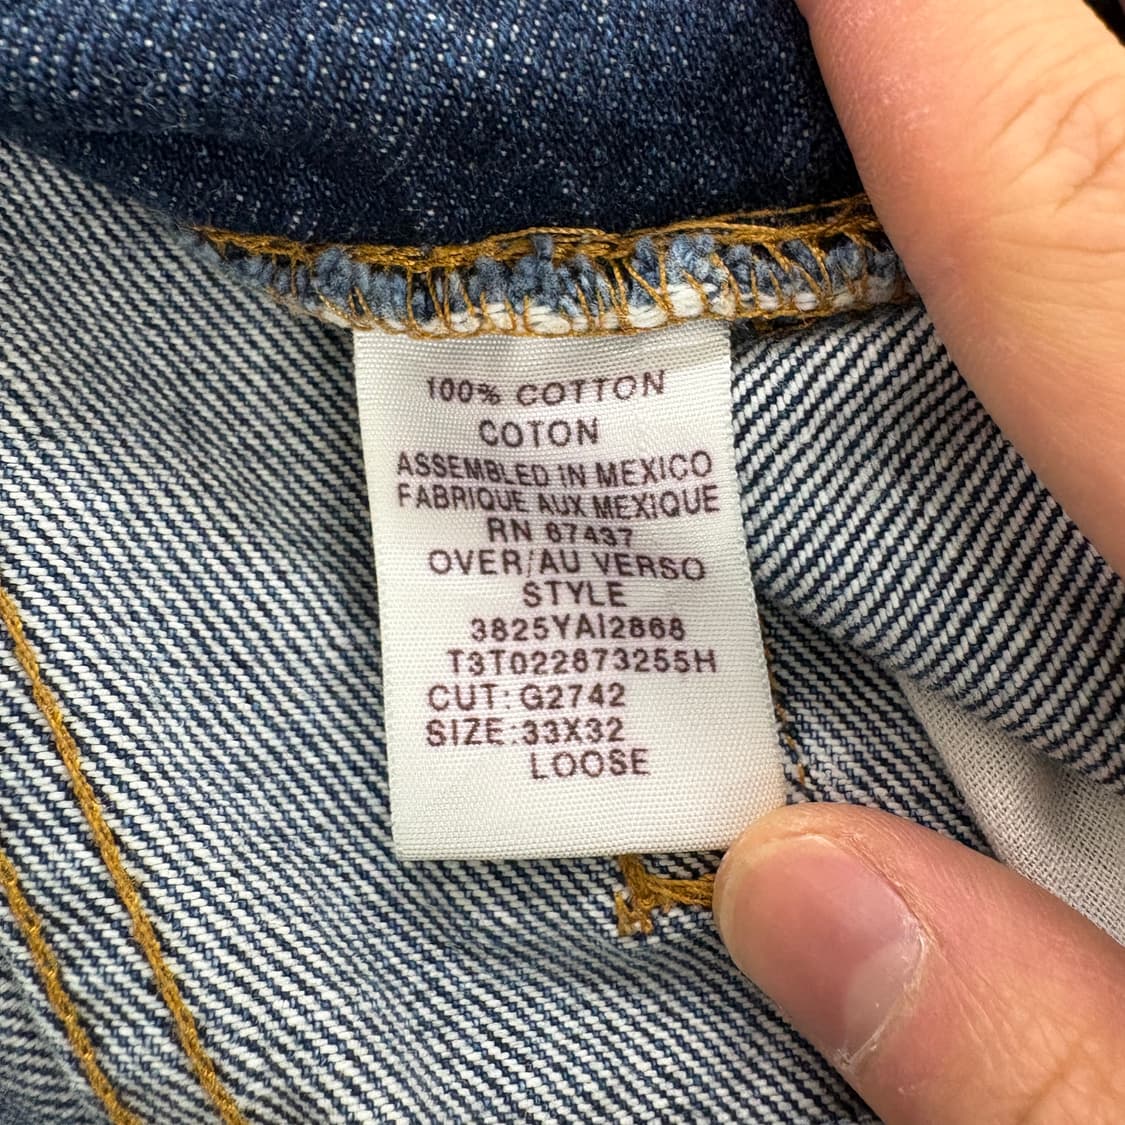 100% COTTON
COTON
ASSEMBLED IN MEXICO
FABRIQUE AUX MEXIQUE
RN 67437
OVER/AU VERSO
STYLE
3825YAI2868
T3T022873255H
CUT: G2742
SIZE:33X32
LOOSE